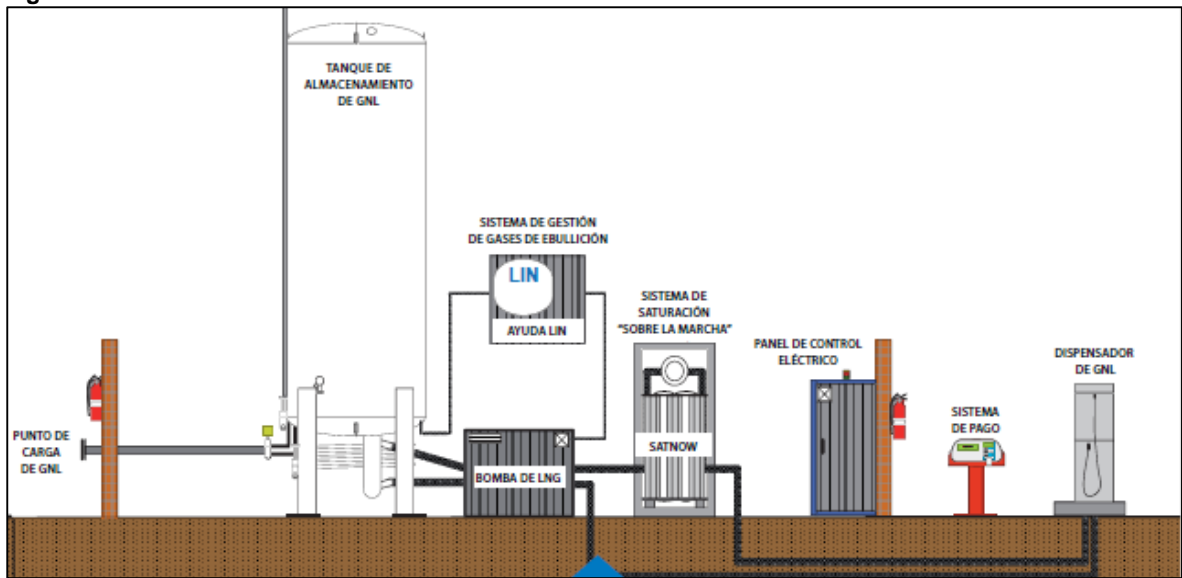 TANQUE DE
ALMACENAMIENTO
DE GNL
SISTEMA DE GESTIÓN
DE GASES DE EBULLICIÓN
LIN
AYUDA LIN
SISTEMA DE
SATURACIÓN
"SOBRE LA MARCHA"
PANEL DE CONTROL
ELÉCTRICO
DISPENSADOR
DE GNL
SISTEMA
DE PAGO
PUNTO DE
CARGA
DE GNL
BOMBA DE LNG
SATNOW